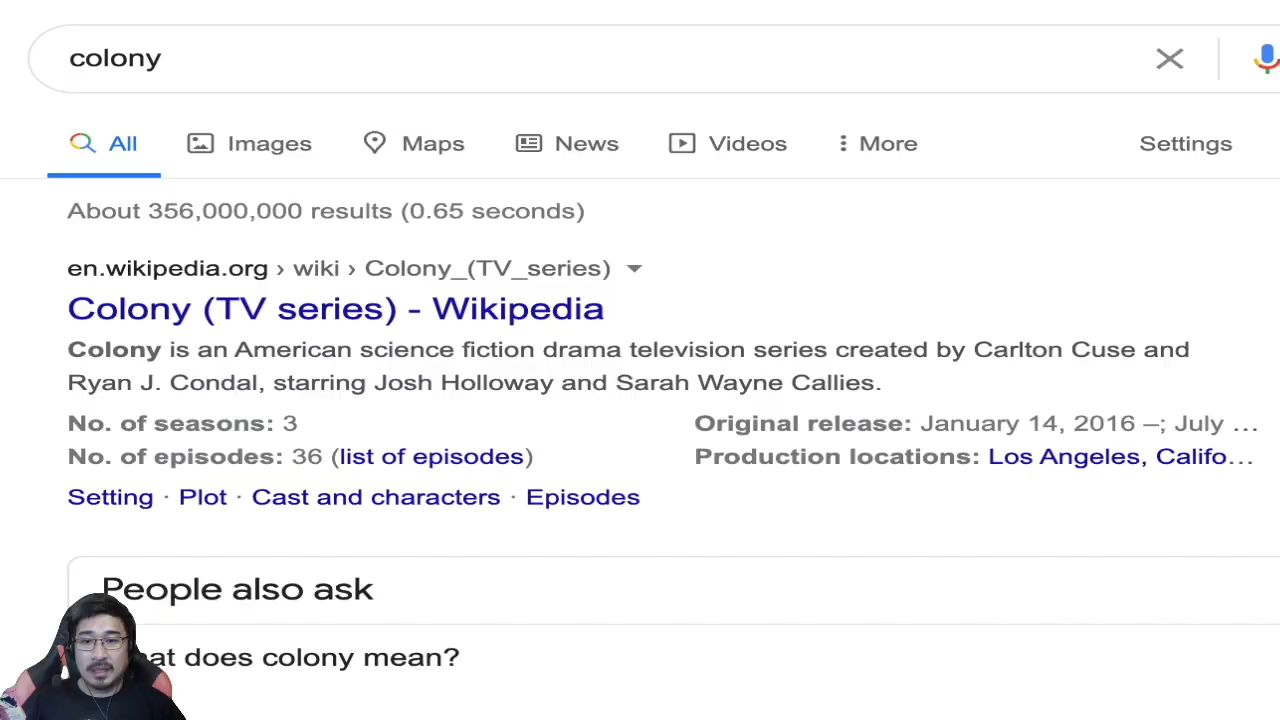 colony
All Images Maps News Videos More Settings
About 356,000,000 results (0.65 seconds)
en.wikipedia.org › wiki › Colony_(TV_series)
Colony (TV series) - Wikipedia
Colony is an American science fiction drama television series created by Carlton Cuse and
Ryan J. Condal, starring Josh Holloway and Sarah Wayne Callies.
No. of seasons: 3 Original release: January 14, 2016 –; July ...
No. of episodes: 36 (list of episodes) Production locations: Los Angeles, Califo...
Setting · Plot · Cast and characters · Episodes
People also ask
at does colony mean?